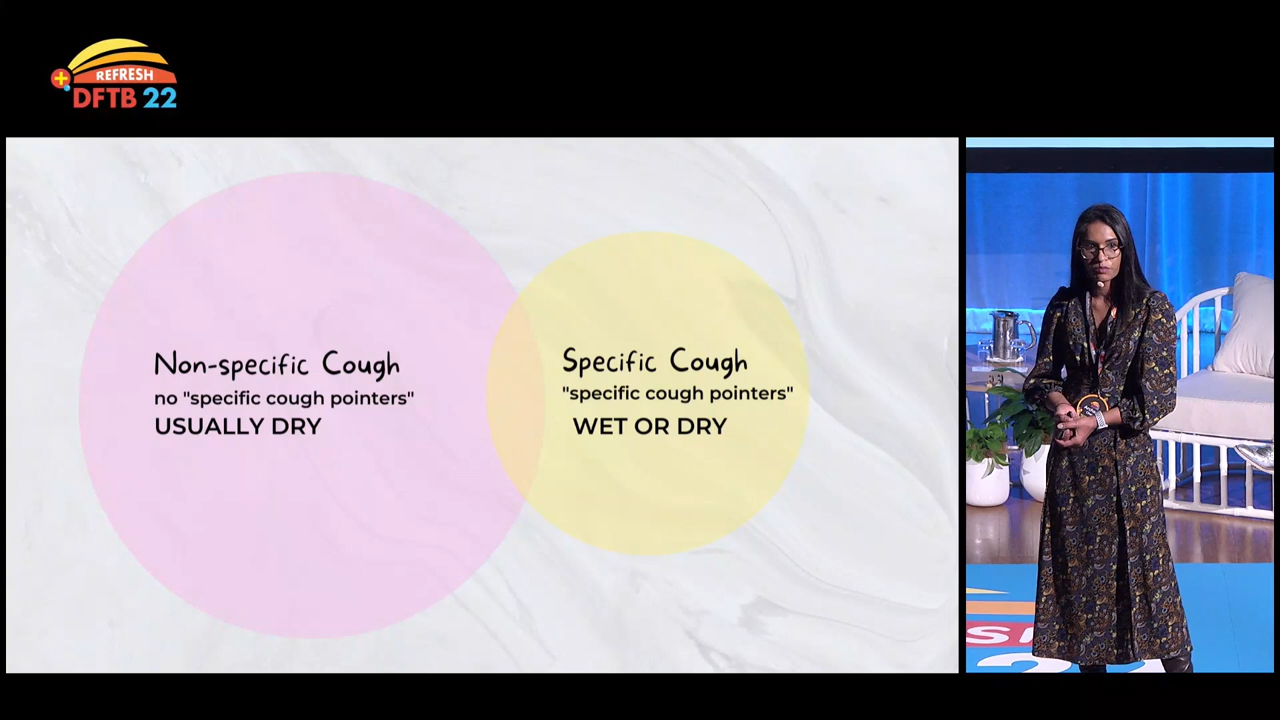 REFRESH
DFTB 22
Non-specific Cough
no "specific cough pointers"
USUALLY DRY
Specific Cough
"specific cough pointers"
WET OR DRY